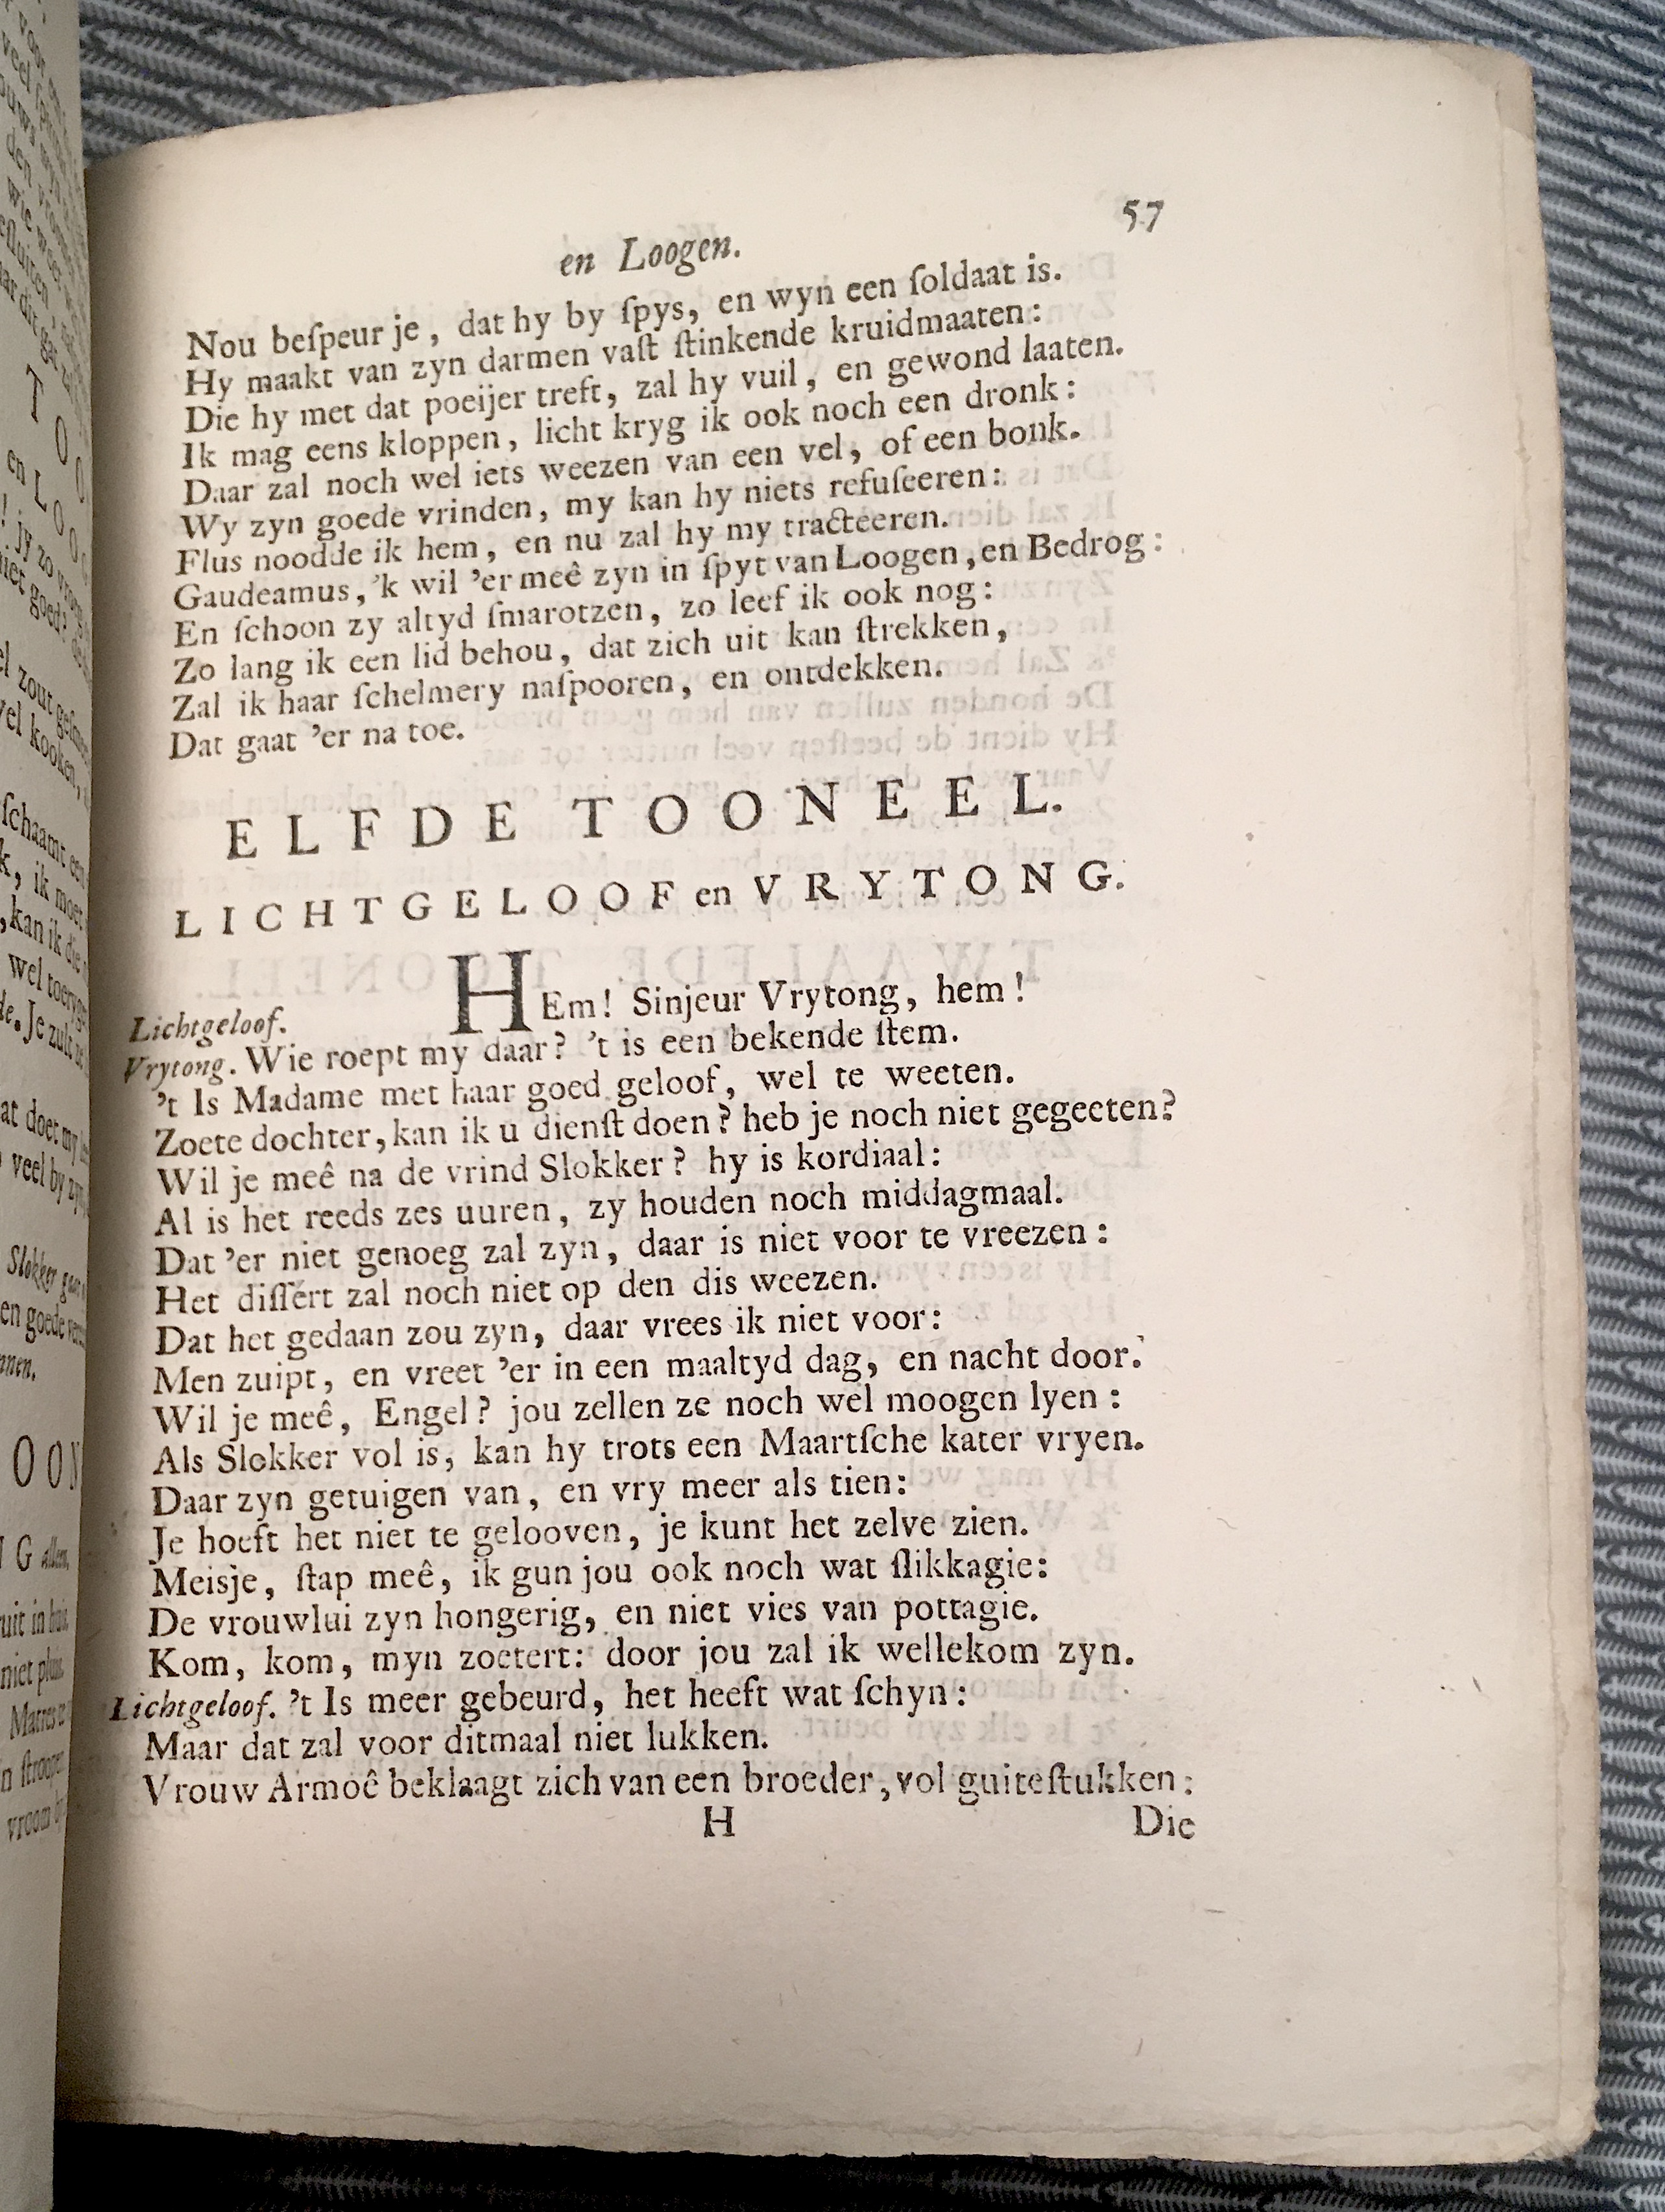 57
en Loogen.
Nou beſpeur je, dat hy by ſpys, en wyn een ſoldaat is.
Hy maakt van zyn darmen vaſt ſtinkende kruidmaaten:
Die hy met dat poeijer treft, zal hy vuil, en gewond laaten.
Ik mag eens kloppen, licht kryg ik ook noch een dronk:
Daar zal noch wel iets weezen van een vel, of een bonk.
Wy zyn goede vrinden, my kan hy niets refuſeeren:
Flus noodde ik hem, en nu zal hy my tracteeren.
Gaudeamus, 'k wil 'er meê zyn in ſpyt van Loogen, en Bedrog:
En ſchoon zy altyd ſmarotzen, zo leef ik ook nog:
Zo lang ik een lid behou, dat zich uit kan ſtrekken,
Zal ik haar ſchelmery naſpooren, en ontdekken.
Dat gaat 'er na toe.
ELFDE TOONEEL.
LICHTGELOOF en VRYTONG.
Lichtgeloof. HEm! Sinjeur Vrytong, hem!
Vrytong. Wie roept my daar? 't is een bekende ſtem.
't Is Madame met haar goed geloof, wel te weeten.
Zoete dochter, kan ik u dienſt doen? heb je noch niet gegeeten?
Wil je meê na de vrind Slokker? hy is kordiaal:
Al is het reeds zes uuren, zy houden noch middagmaal.
Dat 'er niet genoeg zal zyn, daar is niet voor te vreezen:
Het diſſért zal noch niet op den dis weezen.
Dat het gedaan zou zyn, daar vrees ik niet voor:
Men zuipt, en vreet 'er in een maaltyd dag, en nacht door.
Wil je meê, Engel? jou zellen ze noch wel moogen lyen:
Als Slokker vol is, kan hy trots een Maartſche kater vryen.
Daar zyn getuigen van, en vry meer als tien:
Je hoeft het niet te gelooven, je kunt het zelve zien.
Meisje, ſtap meê, ik gun jou ook noch wat ſlikkagie:
De vrouwlui zyn hongerig, en niet vies van pottagie.
Kom, kom, myn zoetert: door jou zal ik wellekom zyn.
Lichtgeloof. 't Is meer gebeurd, het heeft wat ſchyn:
Maar dat zal voor ditmaal niet lukken.
Vrouw Armoê beklaagt zich van een broeder, vol guiteſtukken:
H Die